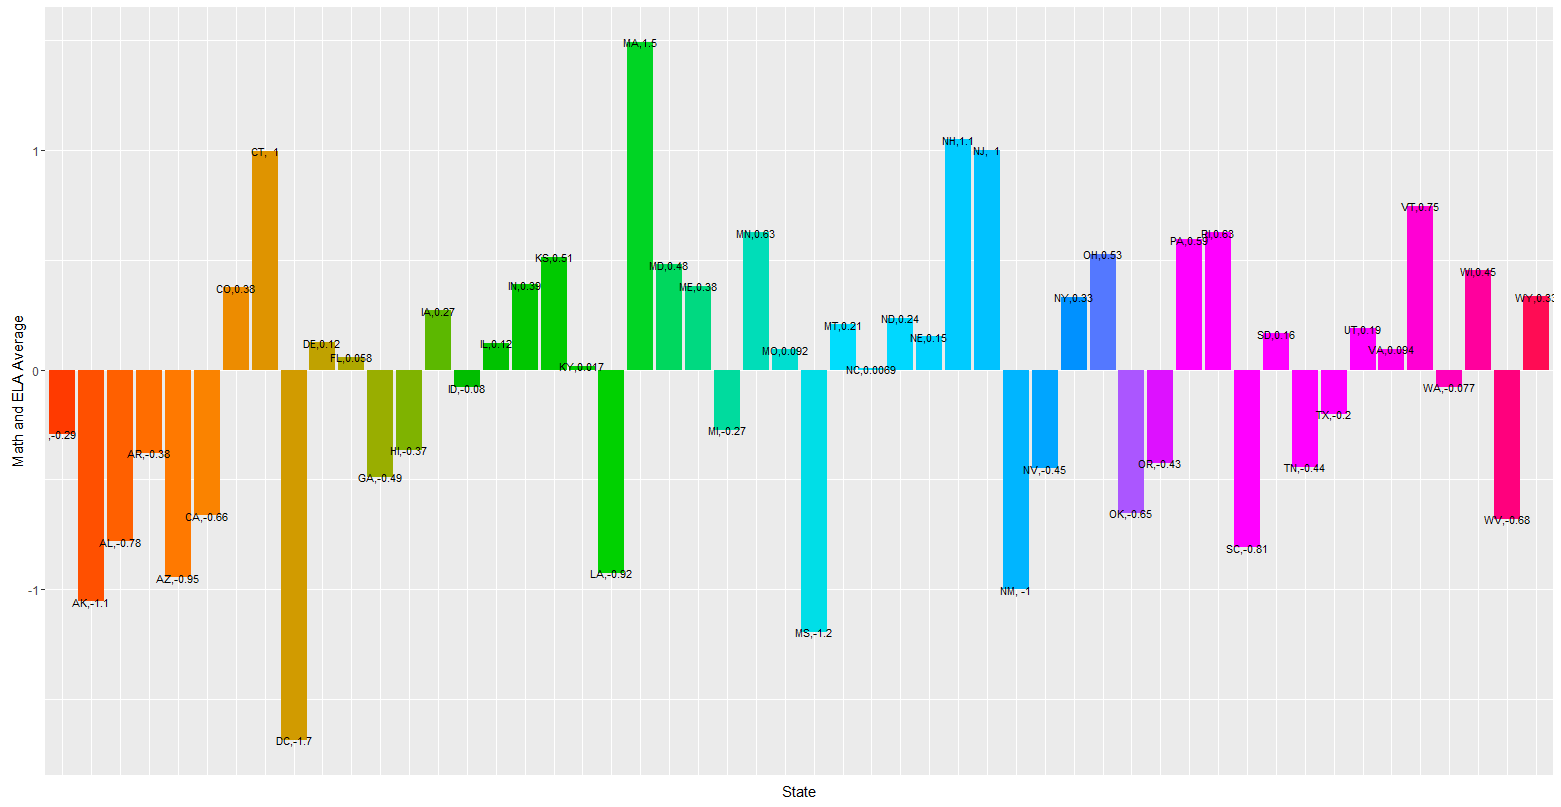 Math and ELA Average
1
0
-1
,-0.29
AK,-1.1
AL,-0.78
AR,-0.38
AZ,-0.95
CA,-0.66
CO,0.38
CT, 1
DC,-1.7
DE,0.12
FL,0.058
GA,-0.49
HI,-0.37
IA,0.27
ID,-0.08
IL,0.12
IN,0.39
KS,0.51
KY,0.017
LA,-0.92
MA,1.5
MD,0.48
ME,0.38
MI,-0.27
MN,0.63
MO,0.092
MS,-1.2
MT,0.21
NC,0.0069
ND,0.24
NE,0.15
NH,1.1
NJ, 1
NM, -1
NV,-0.45
NY,0.33
OH,0.53
OK,-0.65
OR,-0.43
PA,0.59
RI,0.63
SC,-0.81
SD,0.16
TN,-0.44
TX,-0.2
UT,0.19
VA,0.094
VT,0.75
WA,-0.077
WI,0.45
WV,-0.68
WY,0.33
State